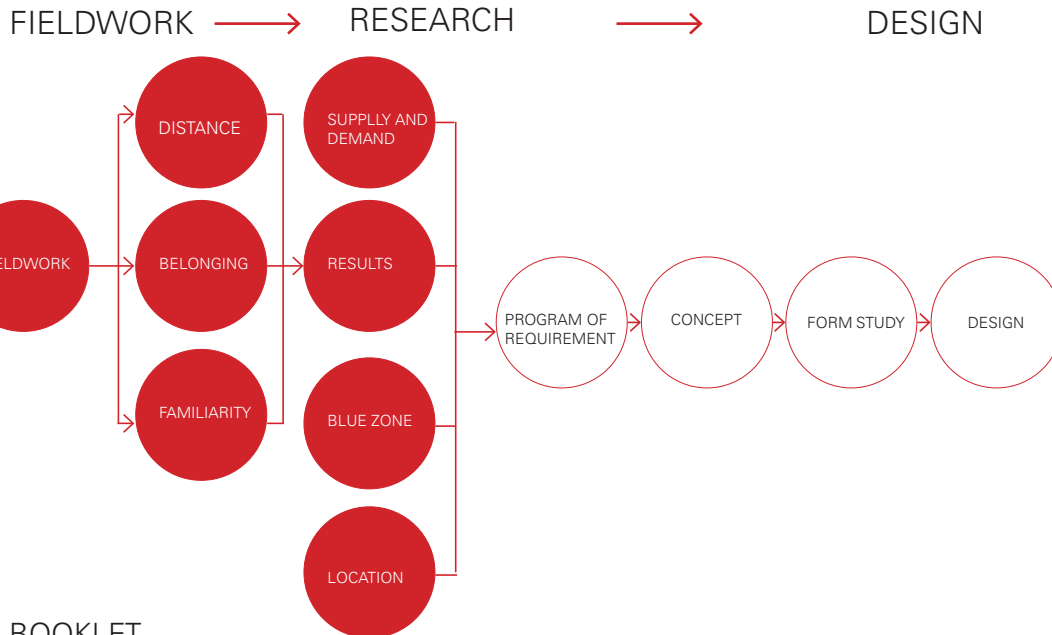 FIELDWORK
RESEARCH
DESIGN
DISTANCE
SUPPLLY AND
DEMAND
ELDWORK
BELONGING
RESULTS
PROGRAM OF
REQUIREMENT
CONCEPT
FORM STUDY
DESIGN
FAMILIARITY
BLUE ZONE
LOCATION
BOOKLET